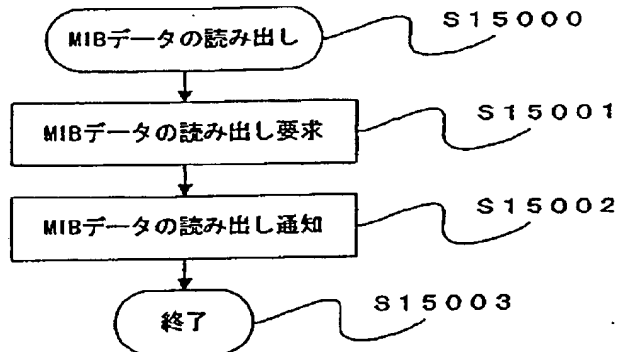 MIBデータの読み出し
S15000
MIBデータの読み出し要求
S15001
MIBデータの読み出し通知
S15002
終了
S15003